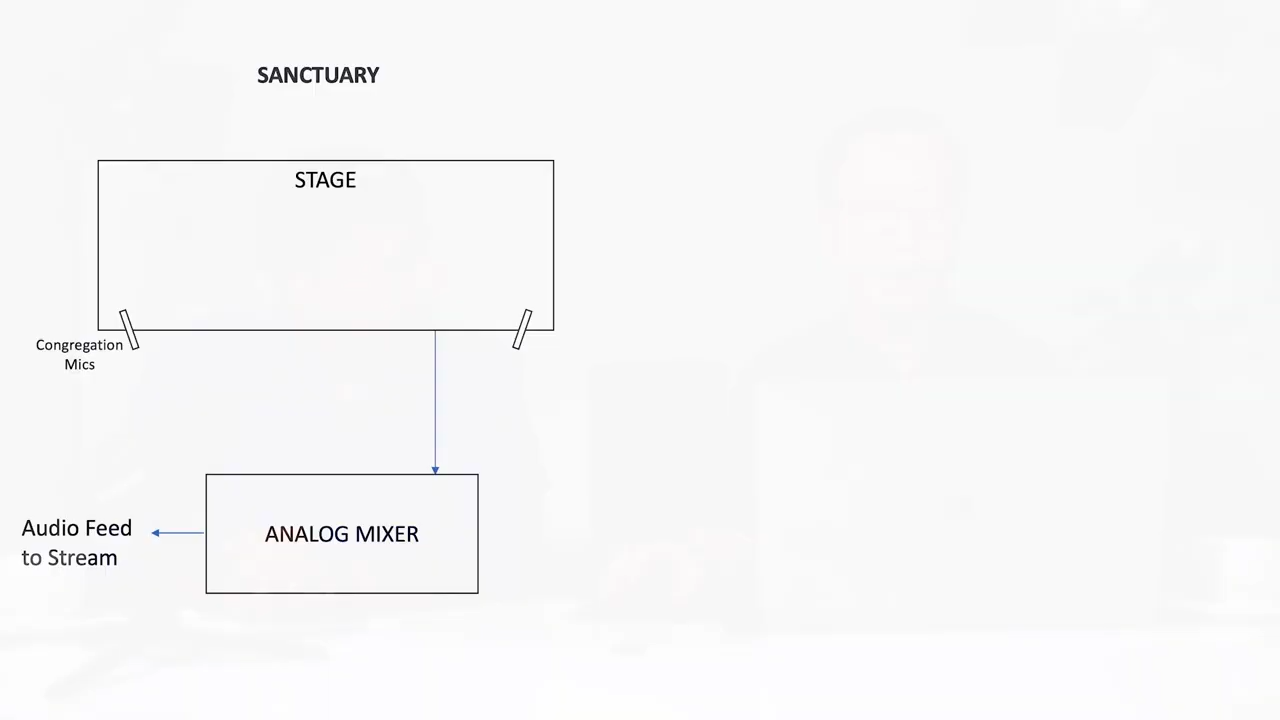 SANCTUARY
STAGE
Congregation
Mics
Audio Feed
to Stream
ANALOG MIXER